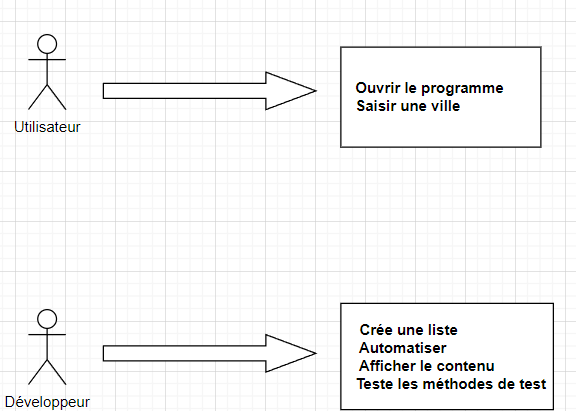 Utilisateur
Ouvrir le programme
Saisir une ville
Développeur
Crée une liste
Automatiser
Afficher le contenu
Teste les méthodes de test